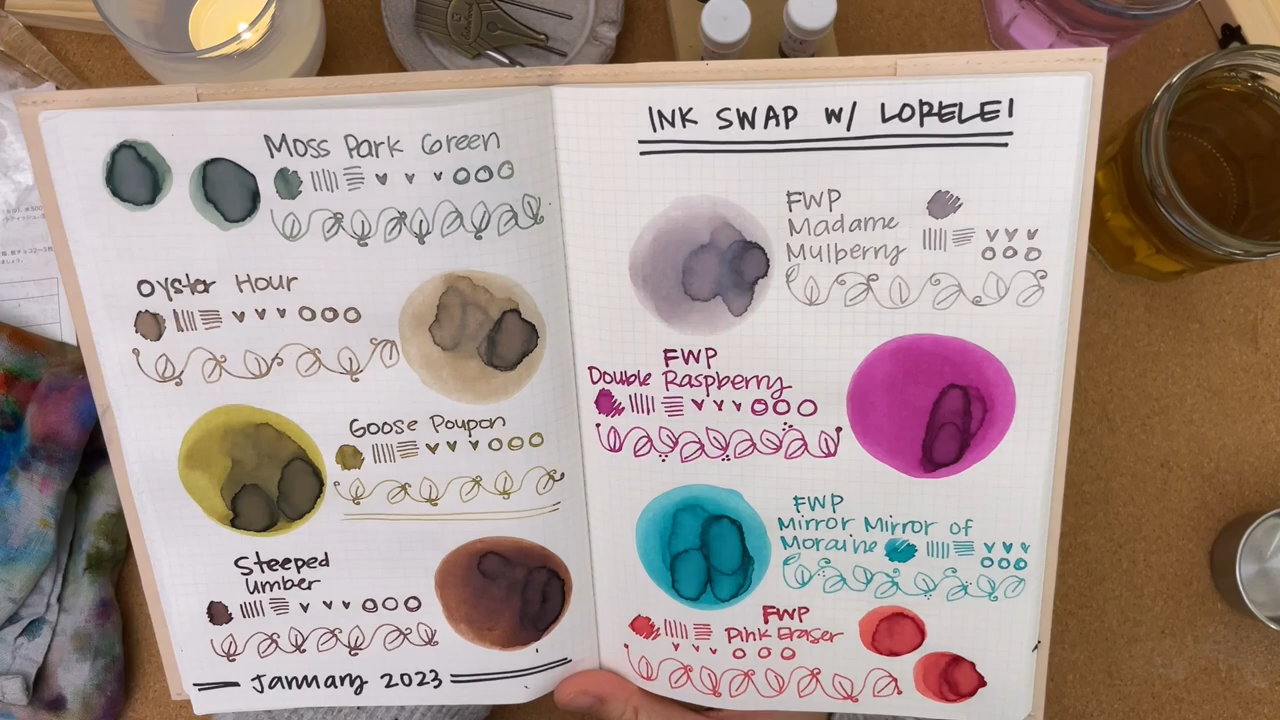 Moss Park Green
Oyster Hour
Goose Poupon
Steeped
Umber
January 2023
INK SWAP W/ LORELEI
FWP
Madame
Mulberry
FWP
Double Raspberry
FWP
Mirror Mirror of
Moraine
FWP
Pink Eraser